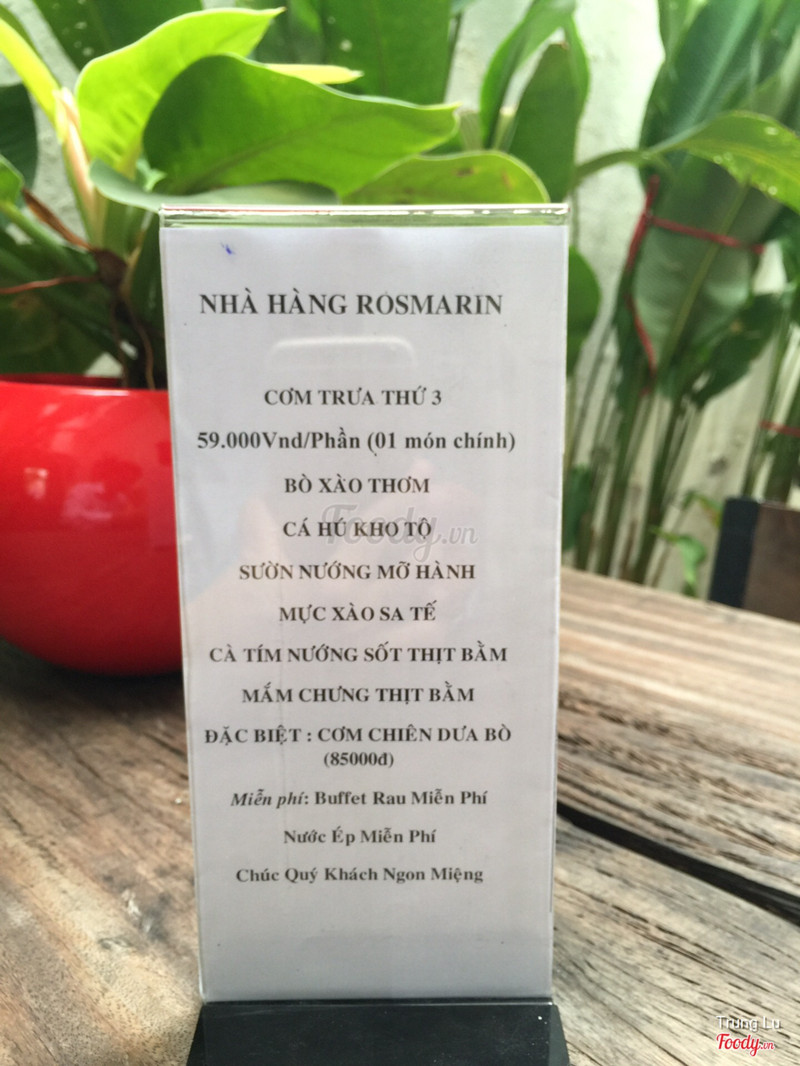 NHÀ HÀNG ROSMARIN
CƠM TRƯA THỨ 3
59.000Vnd/Phần (01 món chính)
BÒ XÀO THƠM
CÁ HÚ KHO TỘ
Foody.vn
SƯỜN NƯỚNG MỠ HÀNH
MỰC XÀO SA TẾ
CÀ TÍM NƯỚNG SỐT THỊT BẰM
MẮM CHƯNG THỊT BẰM
ĐẶC BIỆT : CƠM CHIÊN DƯA BÒ
(85000đ)
Miễn phí: Buffet Rau Miễn Phí
Nước Ép Miễn Phí
Chúc Quý Khách Ngon Miệng
Trung Lu
Foody.vn